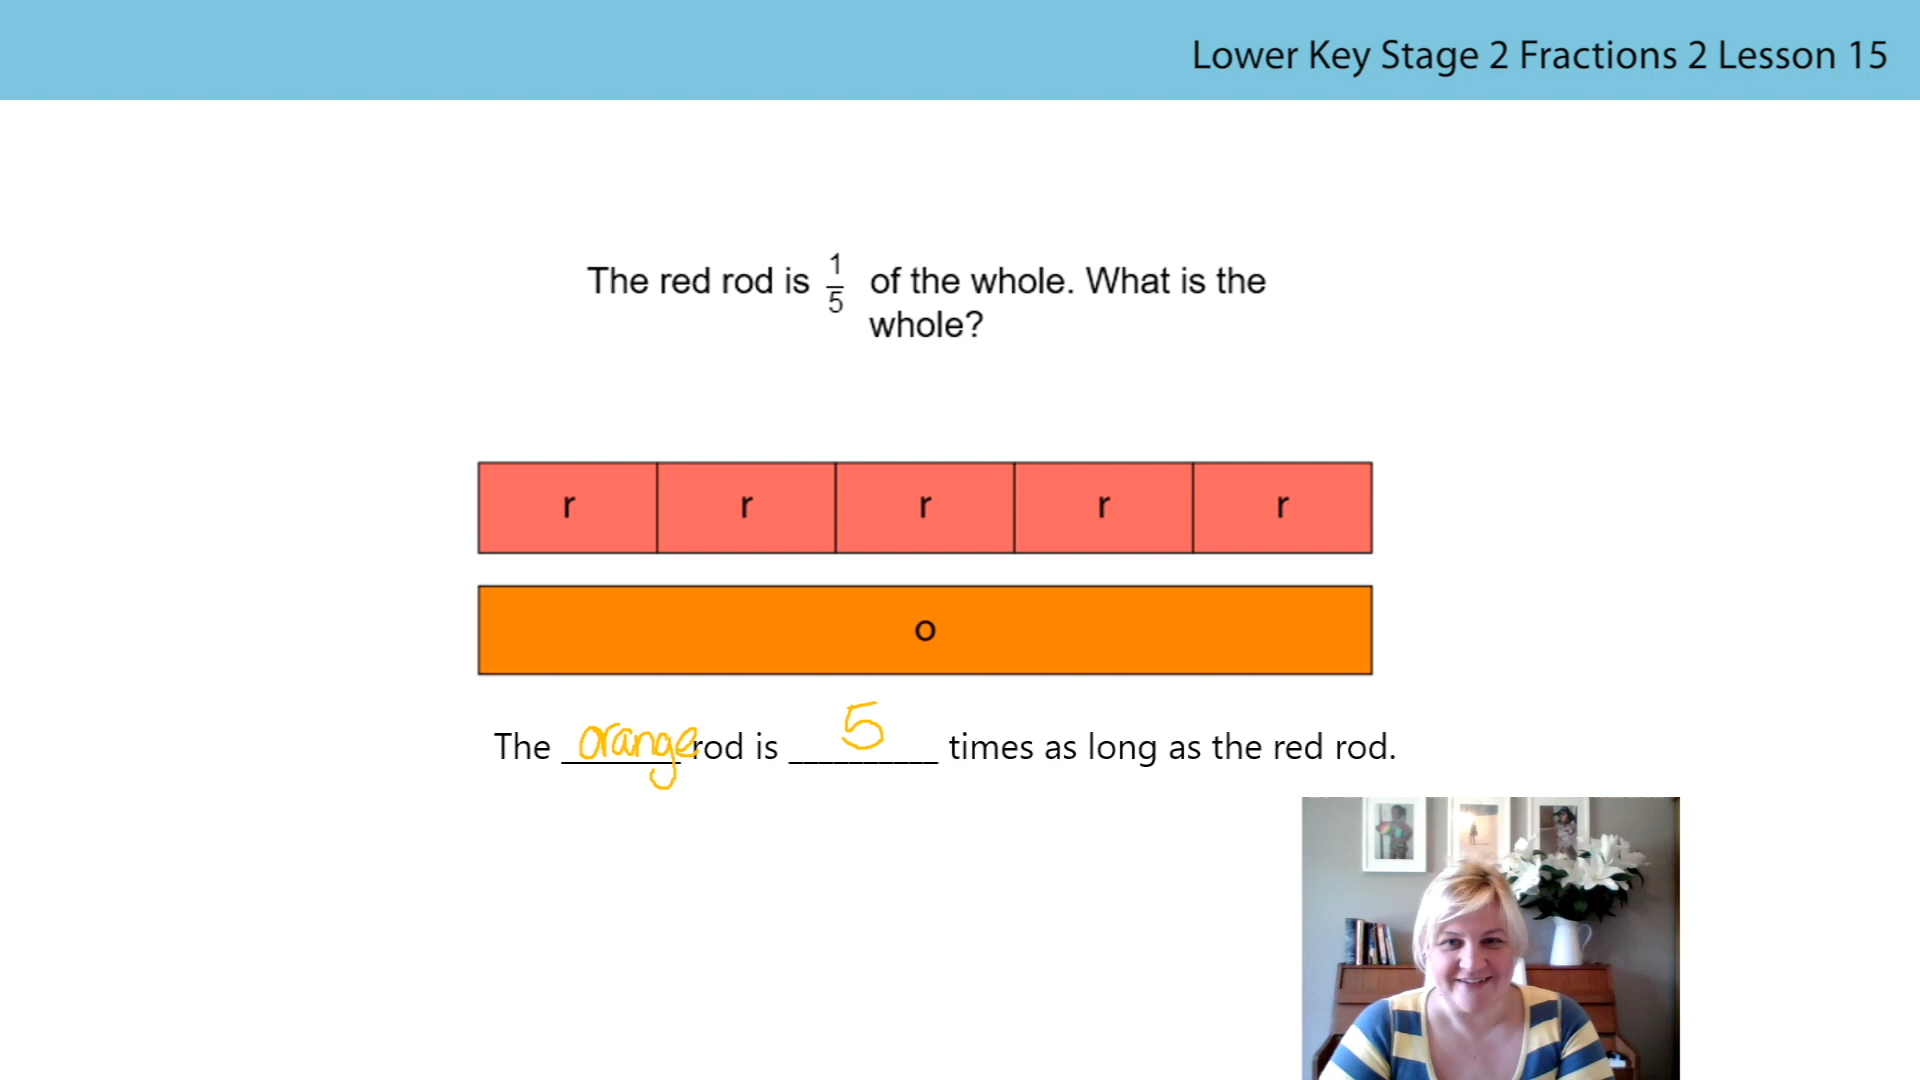 Lower Key Stage 2 Fractions 2 Lesson 15
The red rod is 1/5 of the whole. What is the
whole?
r r r r r
o
The orange rod is 5 times as long as the red rod.